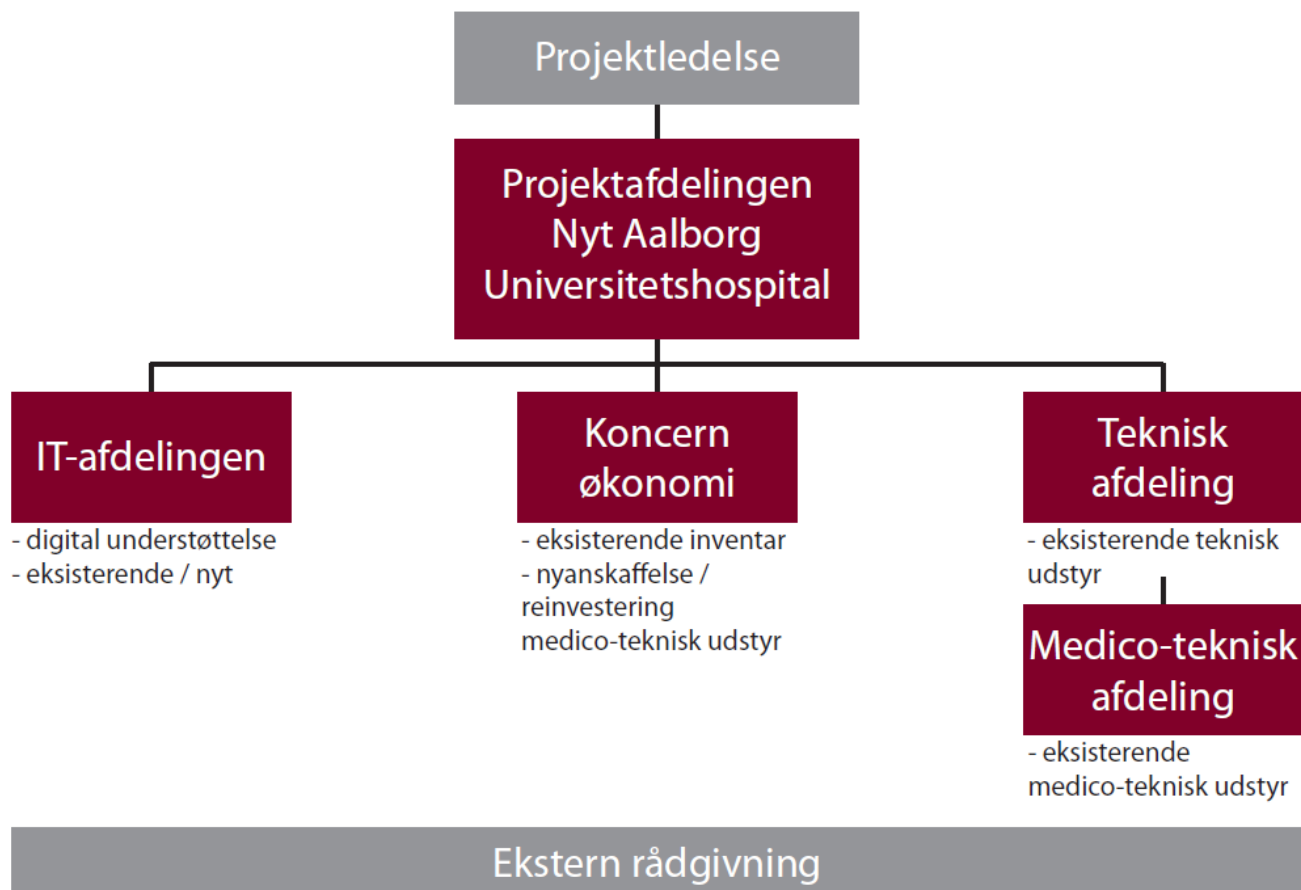 Projektledelse
Projektafdelingen
Nyt Aalborg
Universitetshospital
IT-afdelingen
- digital understøttelse
- eksisterende / nyt
Koncern
økonomi
- eksisterende inventar
- nyanskaffelse /
reinvestering
medico-teknisk udstyr
Teknisk
afdeling
- eksisterende teknisk
udstyr
Medico-teknisk
afdeling
- eksisterende
medico-teknisk udstyr
Ekstern rådgivning